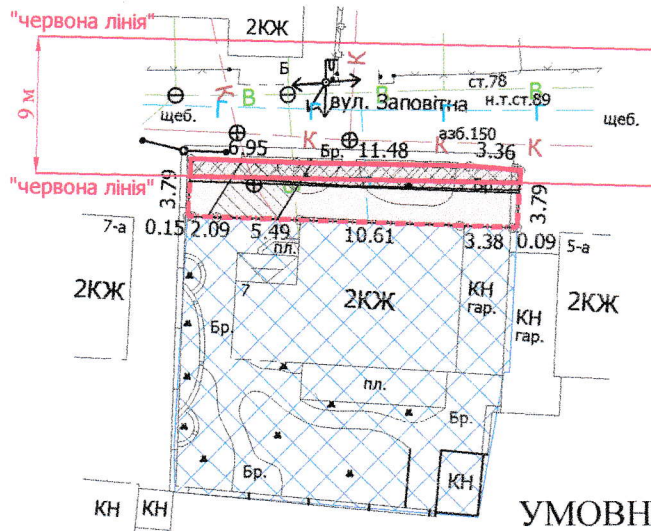 "червона лінія"
2КЖ
К
Б
ст.78
К
В
В
н.т.ст.89
9 м
Г
вул. Заповітна
Г
Г
щеб.
щеб.
азб.150
К
К
К
6.95
Бр.
11.48
3.36
"червона лінія"
3.79
3.79
В
Бр.
7-а
0.15
2.09
5.49
10.61
3.38
0.09
5-а
пл.
2КЖ
7
2КЖ
КН
гар.
КН
гар.
2КЖ
Бр.
пл.
Бр.
Бр.
КН
КН
КН
УМОВН